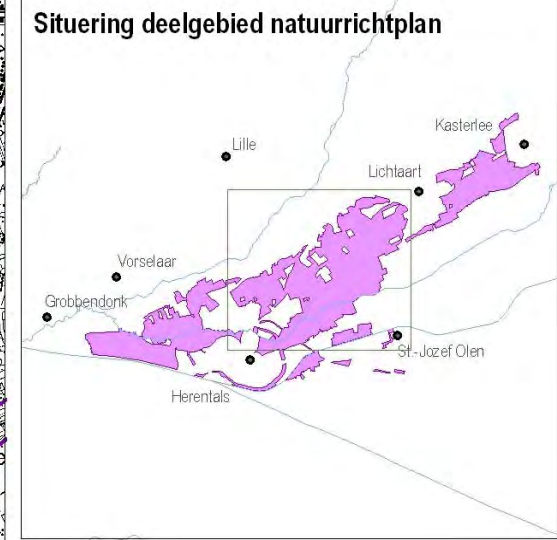 Situering deelgebied natuurrichtplan
Kasterlee
Lille
Lichtaart
Vorselaar
Grobbendonk
St.-Jozef Olen
Herentals